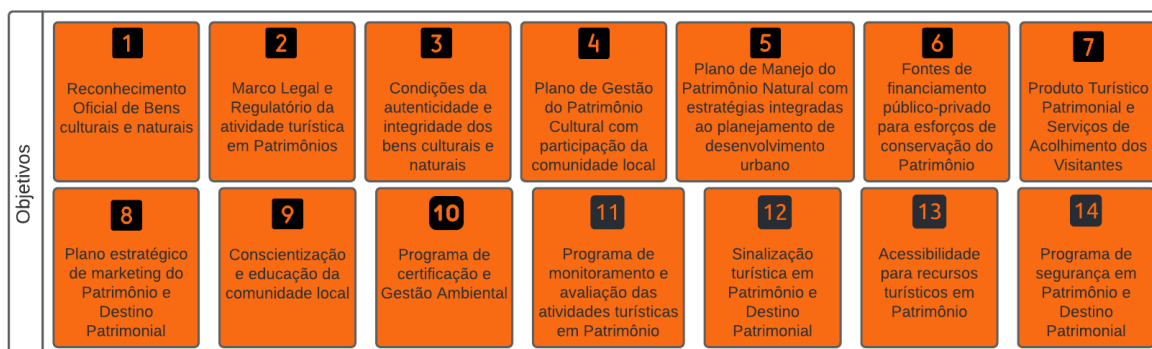 Objetivos
1
Reconhecimento
Oficial de Bens
culturais e naturais
2
Marco Legal e
Regulatório da
atividade turística
em Patrimônios
3
Condições da
autenticidade e
integridade dos
bens culturais e
naturais
4
Plano de Gestão
do Patrimônio
Cultural com
participação da
comunidade local
5
Plano de Manejo do
Patrimônio Natural com
estratégias integradas
ao planejamento de
desenvolvimento
urbano
6
Fontes de
financiamento
público-privado
para esforços de
conservação do
Patrimônio
7
Produto Turístico
Patrimonial e
Serviços de
Acolhimento dos
Visitantes
8
Plano estratégico
de marketing do
Patrimônio e
Destino
Patrimonial
9
Conscientização
e educação da
comunidade local
10
Programa de
certificação e
Gestão Ambiental
11
Programa de
monitoramento e
avaliação das
atividades turísticas
em Patrimônio
12
Sinalização
turística em
Patrimônio e
Destino
Patrimonial
13
Acessibilidade
para recursos
turísticos em
Patrimônio
14
Programa de
segurança em
Patrimônio e
Destino
Patrimonial